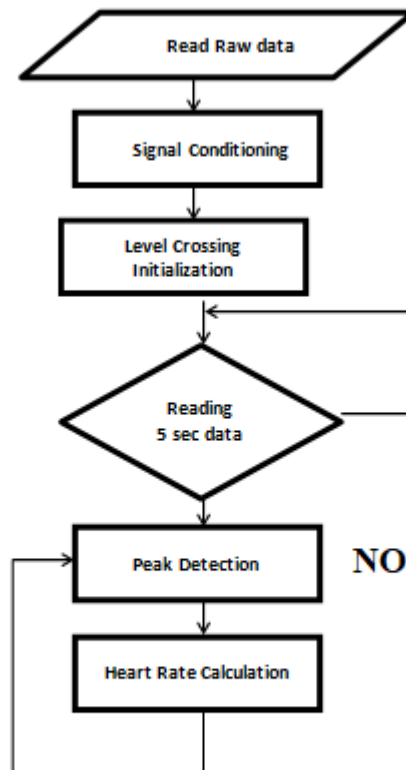 Read Raw data
Signal Conditioning
Level Crossing
Initialization
Reading
5 sec data
Peak Detection
NO
Heart Rate Calculation